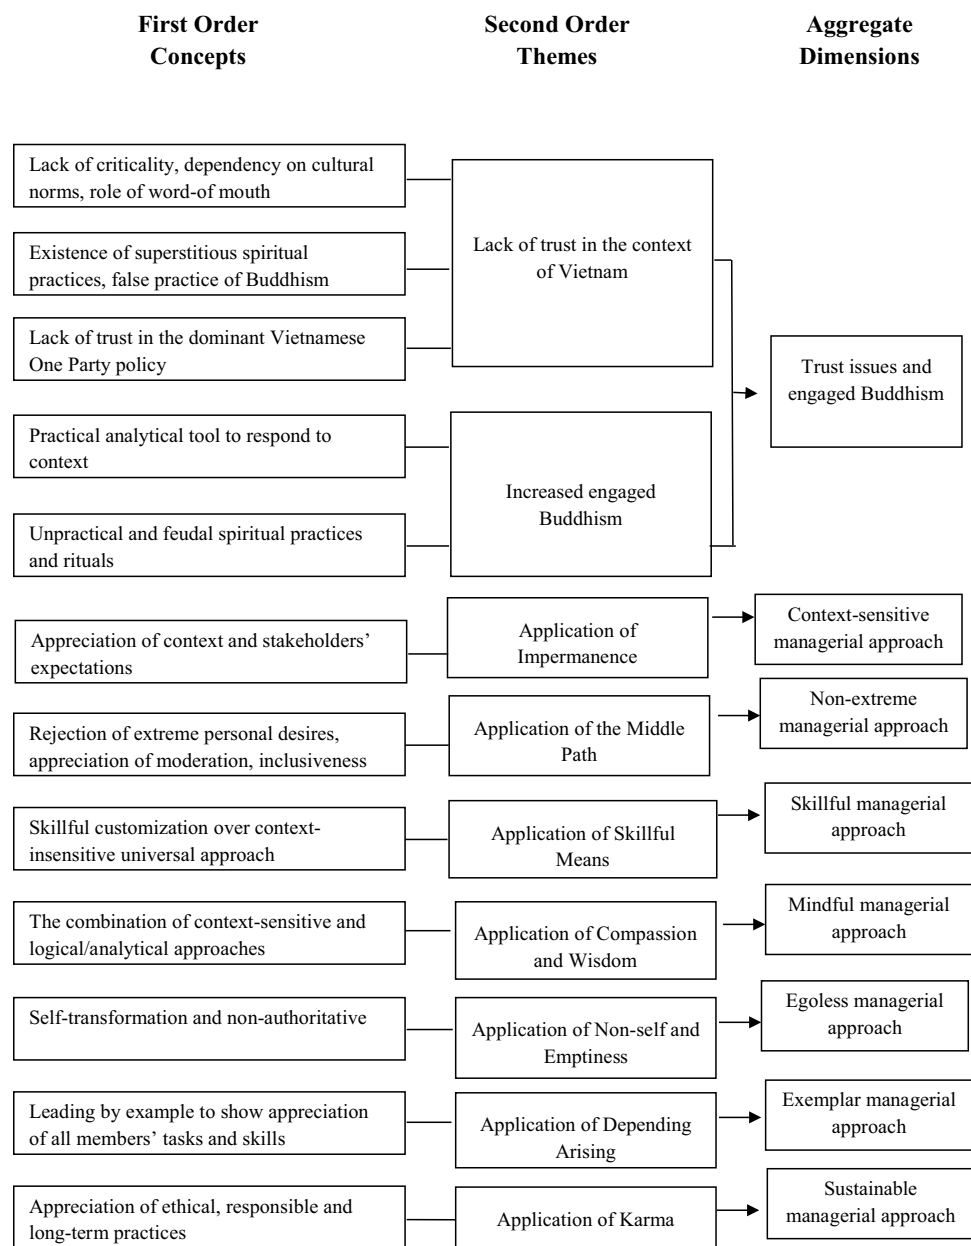 First Order
Concepts
Second Order
Themes
Aggregate
Dimensions
Lack of criticality, dependency on cultural
norms, role of word-of mouth
Existence of superstitious spiritual
practices, false practice of Buddhism
Lack of trust in the dominant Vietnamese
One Party policy
Lack of trust in the context
of Vietnam
Practical analytical tool to respond to
context
Unpractical and feudal spiritual practices
and rituals
Increased engaged
Buddhism
Trust issues and
engaged Buddhism
Appreciation of context and stakeholders’
expectations
Application of
Impermanence
Context-sensitive
managerial approach
Rejection of extreme personal desires,
appreciation of moderation, inclusiveness
Application of the Middle
Path
Non-extreme
managerial approach
Skillful customization over context-
insensitive universal approach
Application of Skillful
Means
Skillful managerial
approach
The combination of context-sensitive and
logical/analytical approaches
Application of Compassion
and Wisdom
Mindful managerial
approach
Self-transformation and non-authoritative
Application of Non-self and
Emptiness
Egoless managerial
approach
Leading by example to show appreciation
of all members’ tasks and skills
Application of Depending
Arising
Exemplar managerial
approach
Appreciation of ethical, responsible and
long-term practices
Application of Karma
Sustainable
managerial approach